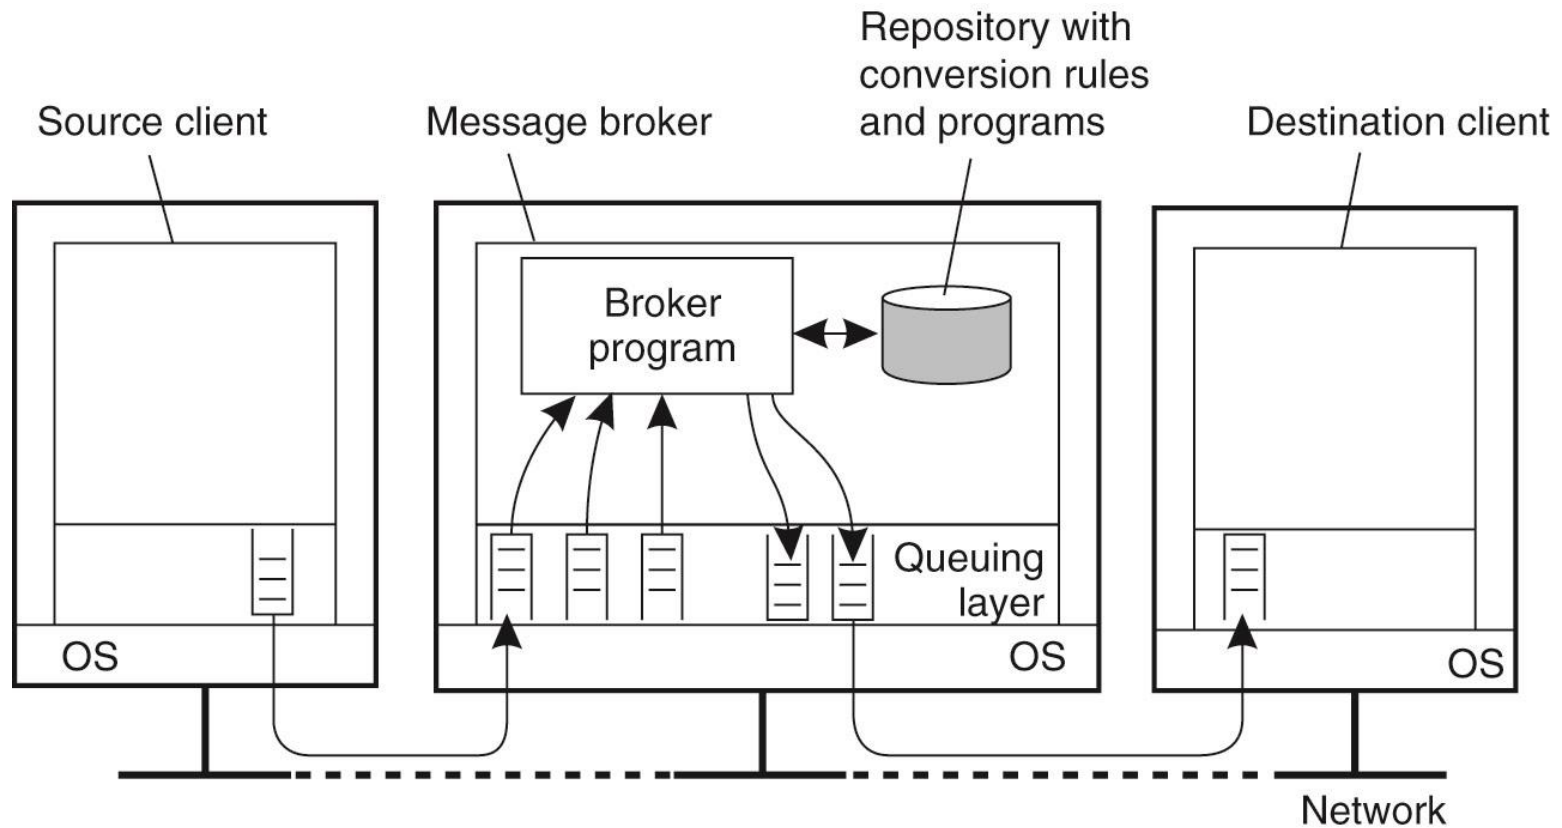 Repository with
conversion rules
and programs
Source client
Message broker
Destination client
Broker
program
Queuing
layer
OS
OS
OS
Network